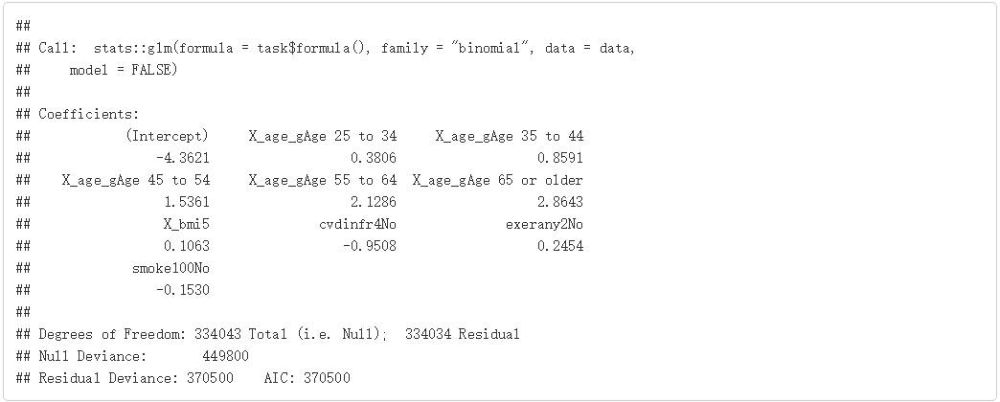 ##
## Call:  stats::glm(formula = task$formula(), family = "binomial", data = data,
##     model = FALSE)
##
## Coefficients:
##             (Intercept)      X_age_gAge 25 to 34      X_age_gAge 35 to 44
##                 -4.3621                   0.3806                   0.8591
##     X_age_gAge 45 to 54      X_age_gAge 55 to 64  X_age_gAge 65 or older
##                  1.5361                   2.1286                   2.8643
##                  X_bmi5               cvdinfr4No               exerany2No
##                  0.1063                  -0.9508                   0.2454
##              smoke100No
##                 -0.1530
##
## Degrees of Freedom: 334043 Total (i.e. Null);  334034 Residual
## Null Deviance:       449800
## Residual Deviance: 370500    AIC: 370500